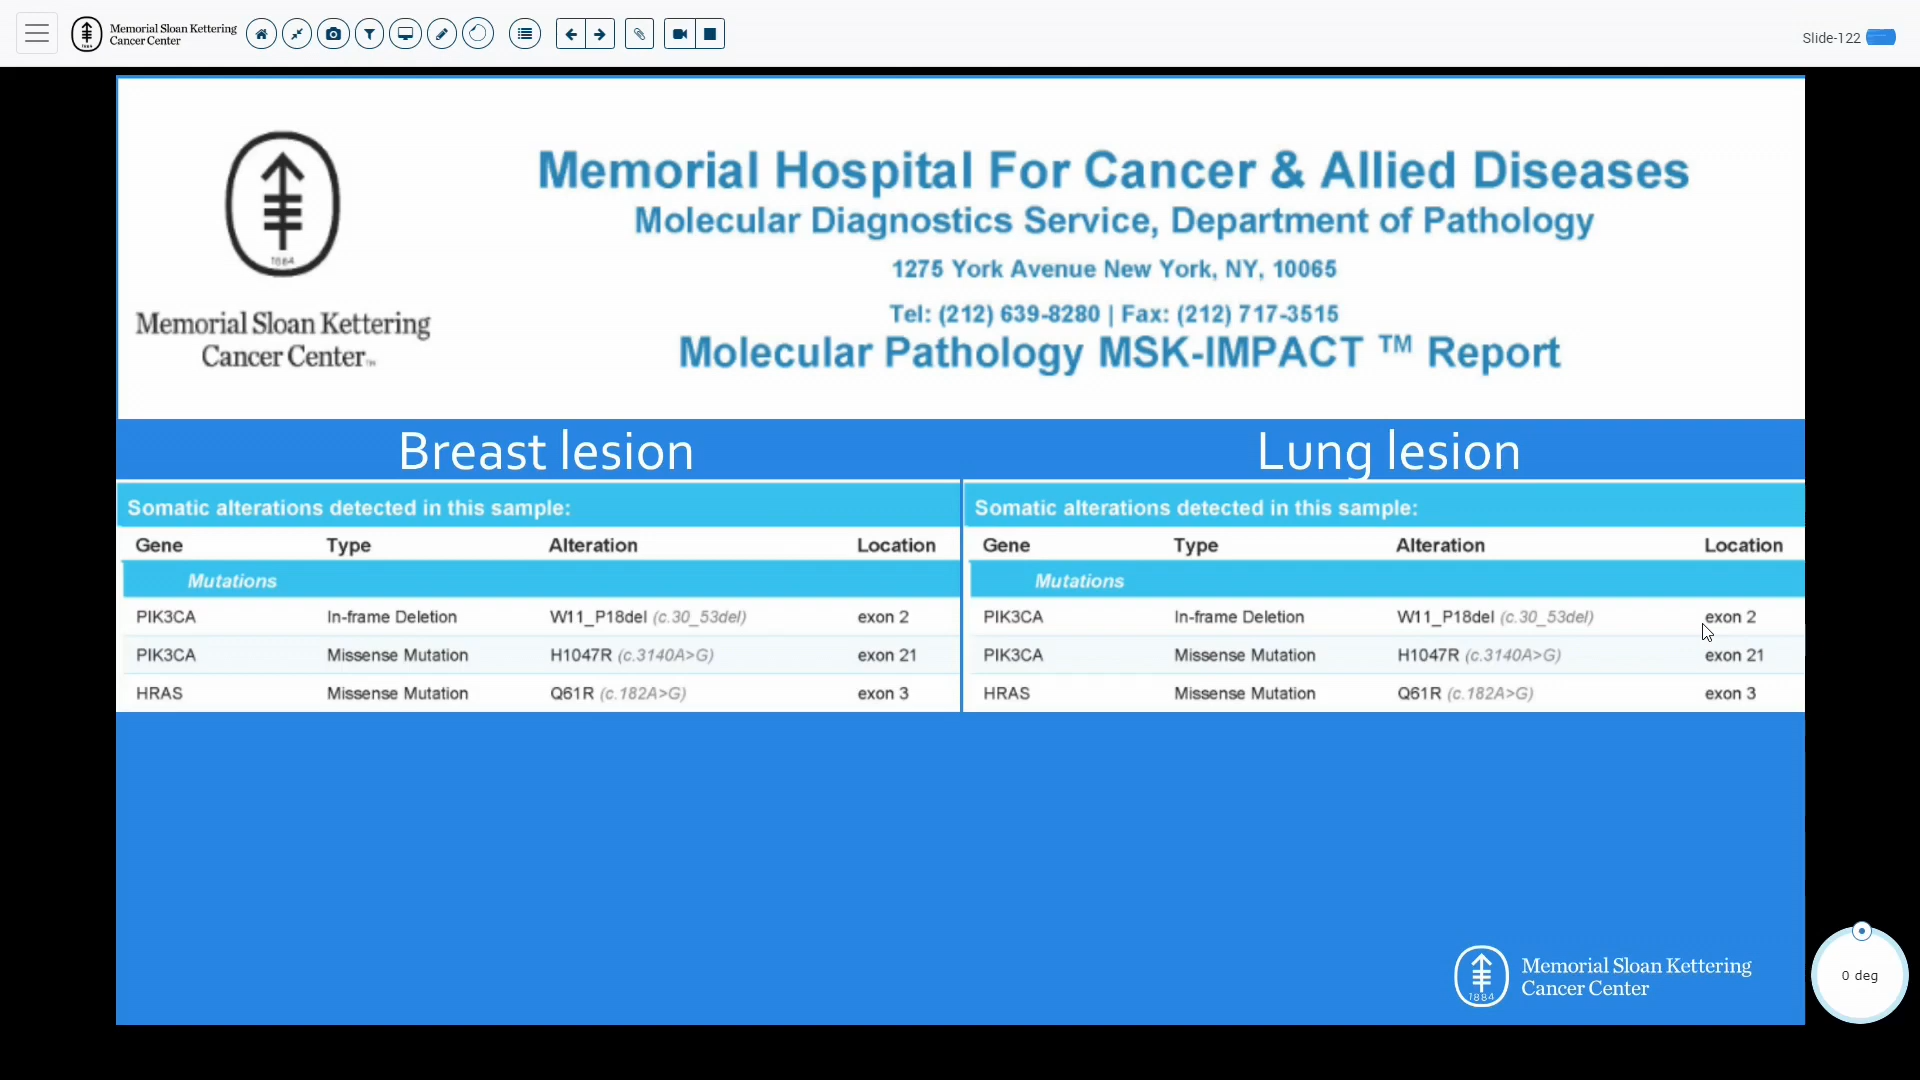 Memorial Sloan Kettering
Cancer Center
Slide-122
1884
Memorial Sloan Kettering
Cancer Center™
Memorial Hospital For Cancer & Allied Diseases
Molecular Diagnostics Service, Department of Pathology
1275 York Avenue New York, NY, 10065
Tel: (212) 639-8280 | Fax: (212) 717-3515
Molecular Pathology MSK-IMPACT ™ Report
Breast lesion
Somatic alterations detected in this sample:
Gene Type Alteration Location
Mutations
PIK3CA In-frame Deletion W11_P18del (c.30_53del) exon 2
PIK3CA Missense Mutation H1047R (c.3140A>G) exon 21
HRAS Missense Mutation Q61R (c.182A>G) exon 3
Lung lesion
Somatic alterations detected in this sample:
Gene Type Alteration Location
Mutations
PIK3CA In-frame Deletion W11_P18del (c.30_53del) exon 2
PIK3CA Missense Mutation H1047R (c.3140A>G) exon 21
HRAS Missense Mutation Q61R (c.182A>G) exon 3
1884
Memorial Sloan Kettering
Cancer Center
0 deg